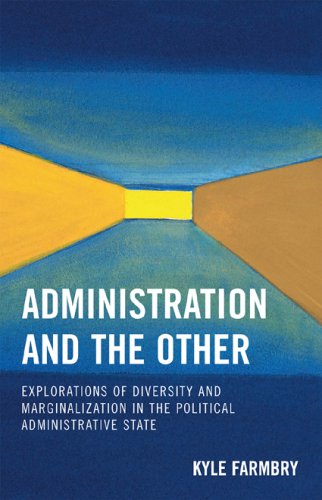 ADMINISTRATION
AND THE OTHER
EXPLORATIONS OF DIVERSITY AND
MARGINALIZATION IN THE POLITICAL
ADMINISTRATIVE STATE
KYLE FARMBRY